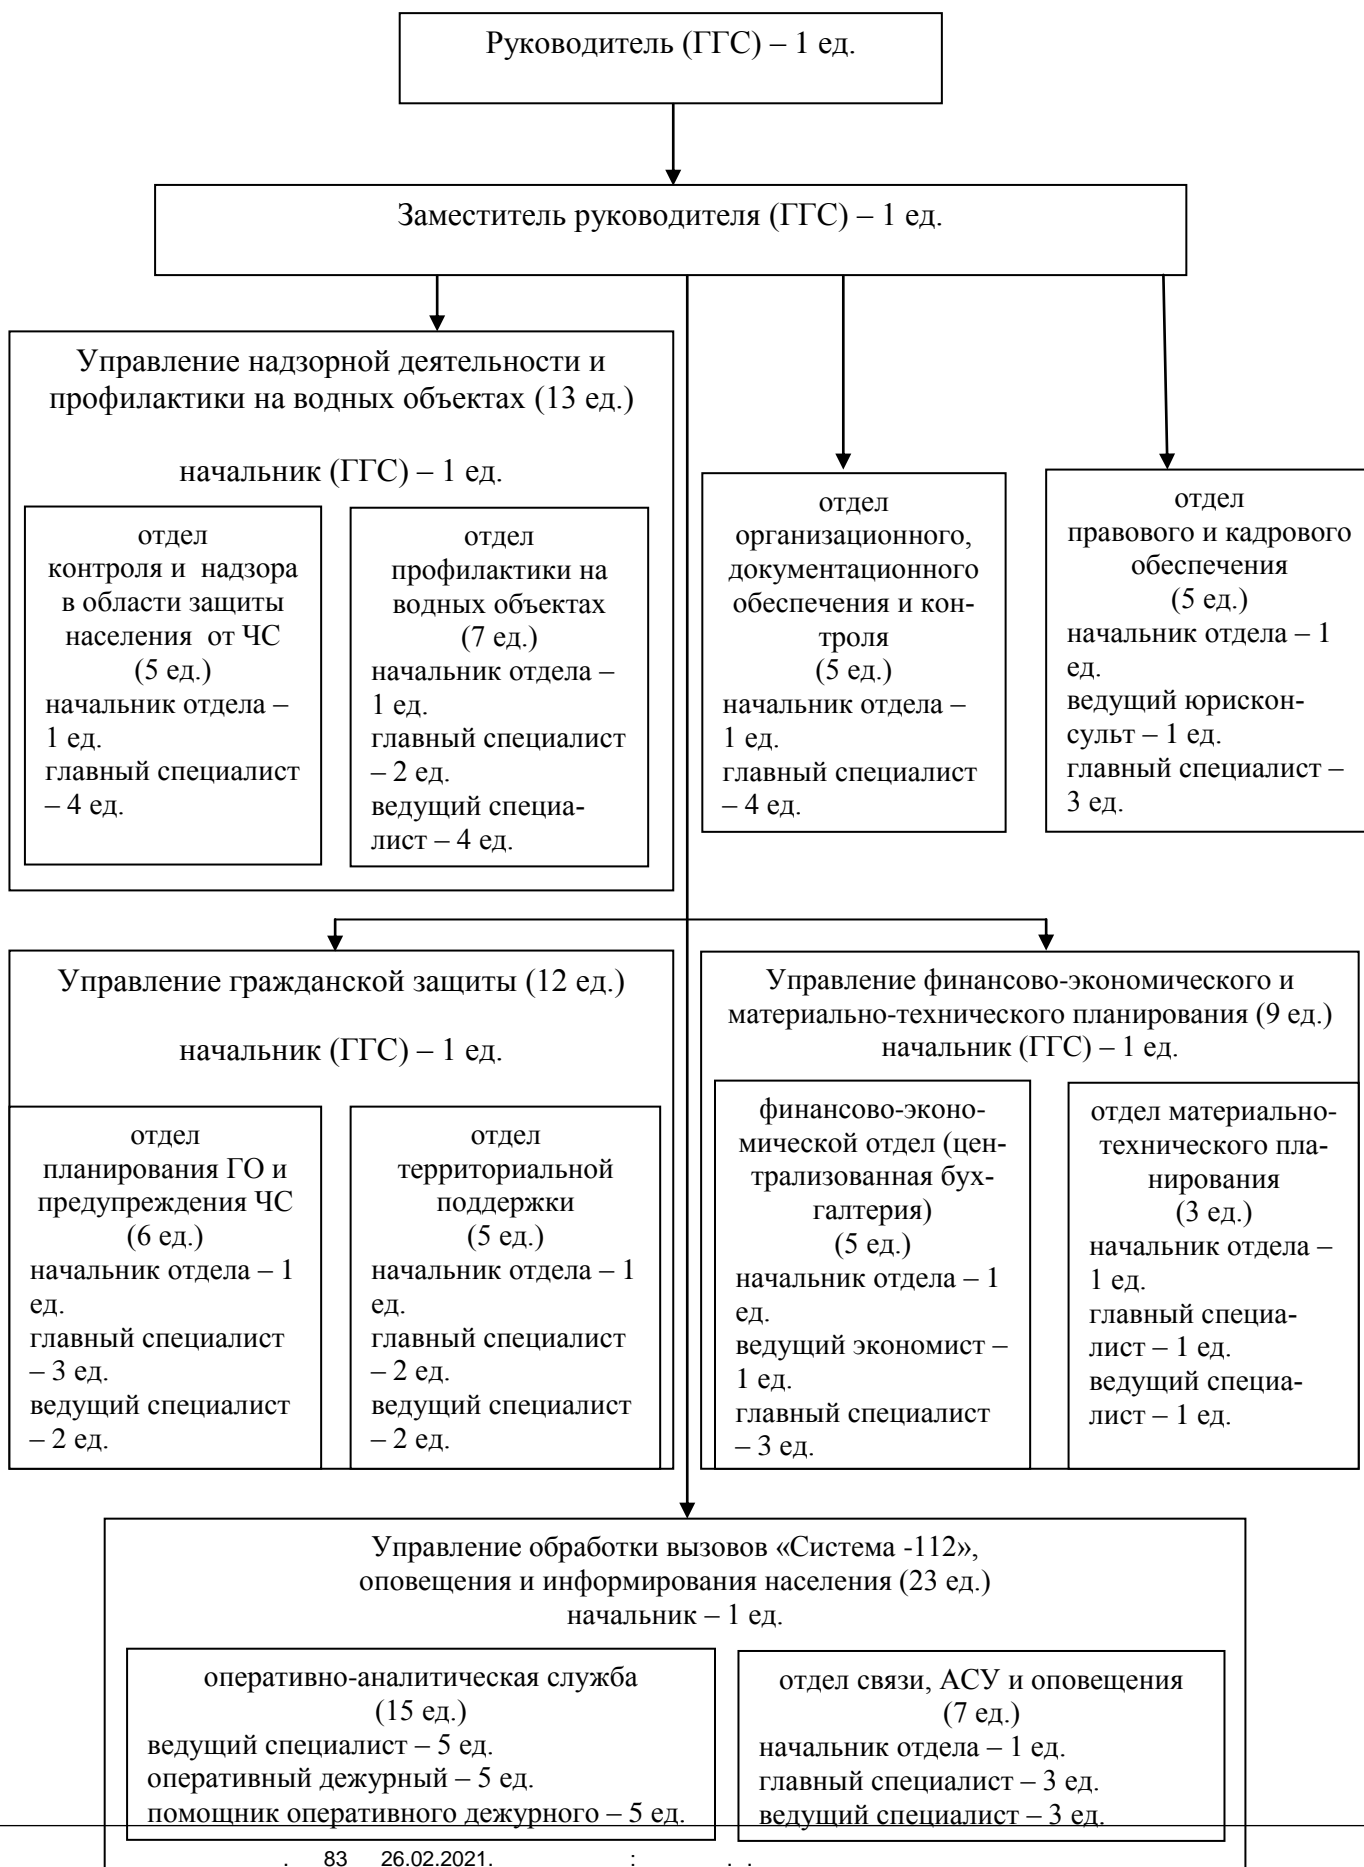 Руководитель (ГГС) – 1 ед.
Заместитель руководителя (ГГС) – 1 ед.
Управление надзорной деятельности и
профилактики на водных объектах (13 ед.)
начальник (ГГС) – 1 ед.
отдел
контроля и надзора
в области защиты
населения от ЧС
(5 ед.)
начальник отдела –
1 ед.
главный специалист
– 4 ед.
отдел
профилактики на
водных объектах
(7 ед.)
начальник отдела –
1 ед.
главный специалист
– 2 ед.
ведущий специа-
лист – 4 ед.
отдел
организационного,
документационного
обеспечения и кон-
троля
(5 ед.)
начальник отдела –
1 ед.
главный специалист
– 4 ед.
отдел
правового и кадрового
обеспечения
(5 ед.)
начальник отдела – 1
ед.
ведущий юрискон-
сульт – 1 ед.
главный специалист –
3 ед.
Управление гражданской защиты (12 ед.)
начальник (ГГС) – 1 ед.
отдел
планирования ГО и
предупреждения ЧС
(6 ед.)
начальник отдела – 1
ед.
главный специалист
– 3 ед.
ведущий специалист
– 2 ед.
отдел
территориальной
поддержки
(5 ед.)
начальник отдела – 1
ед.
главный специалист
– 2 ед.
ведущий специалист
– 2 ед.
Управление финансово-экономического и
материально-технического планирования (9 ед.)
начальник (ГГС) – 1 ед.
финансово-эконо-
мической отдел (цен-
трализованная бух-
галтерия)
(5 ед.)
начальник отдела – 1
ед.
ведущий экономист –
1 ед.
главный специалист
– 3 ед.
отдел материально-
технического пла-
нирования
(3 ед.)
начальник отдела –
1 ед.
главный специа-
лист – 1 ед.
ведущий специа-
лист – 1 ед.
Управление обработки вызовов «Система -112»,
оповещения и информирования населения (23 ед.)
начальник – 1 ед.
оперативно-аналитическая служба
(15 ед.)
ведущий специалист – 5 ед.
оперативный дежурный – 5 ед.
помощник оперативного дежурного – 5 ед.
отдел связи, АСУ и оповещения
(7 ед.)
начальник отдела – 1 ед.
главный специалист – 3 ед.
ведущий специалист – 3 ед.
. 83 26.02.2021. : . .